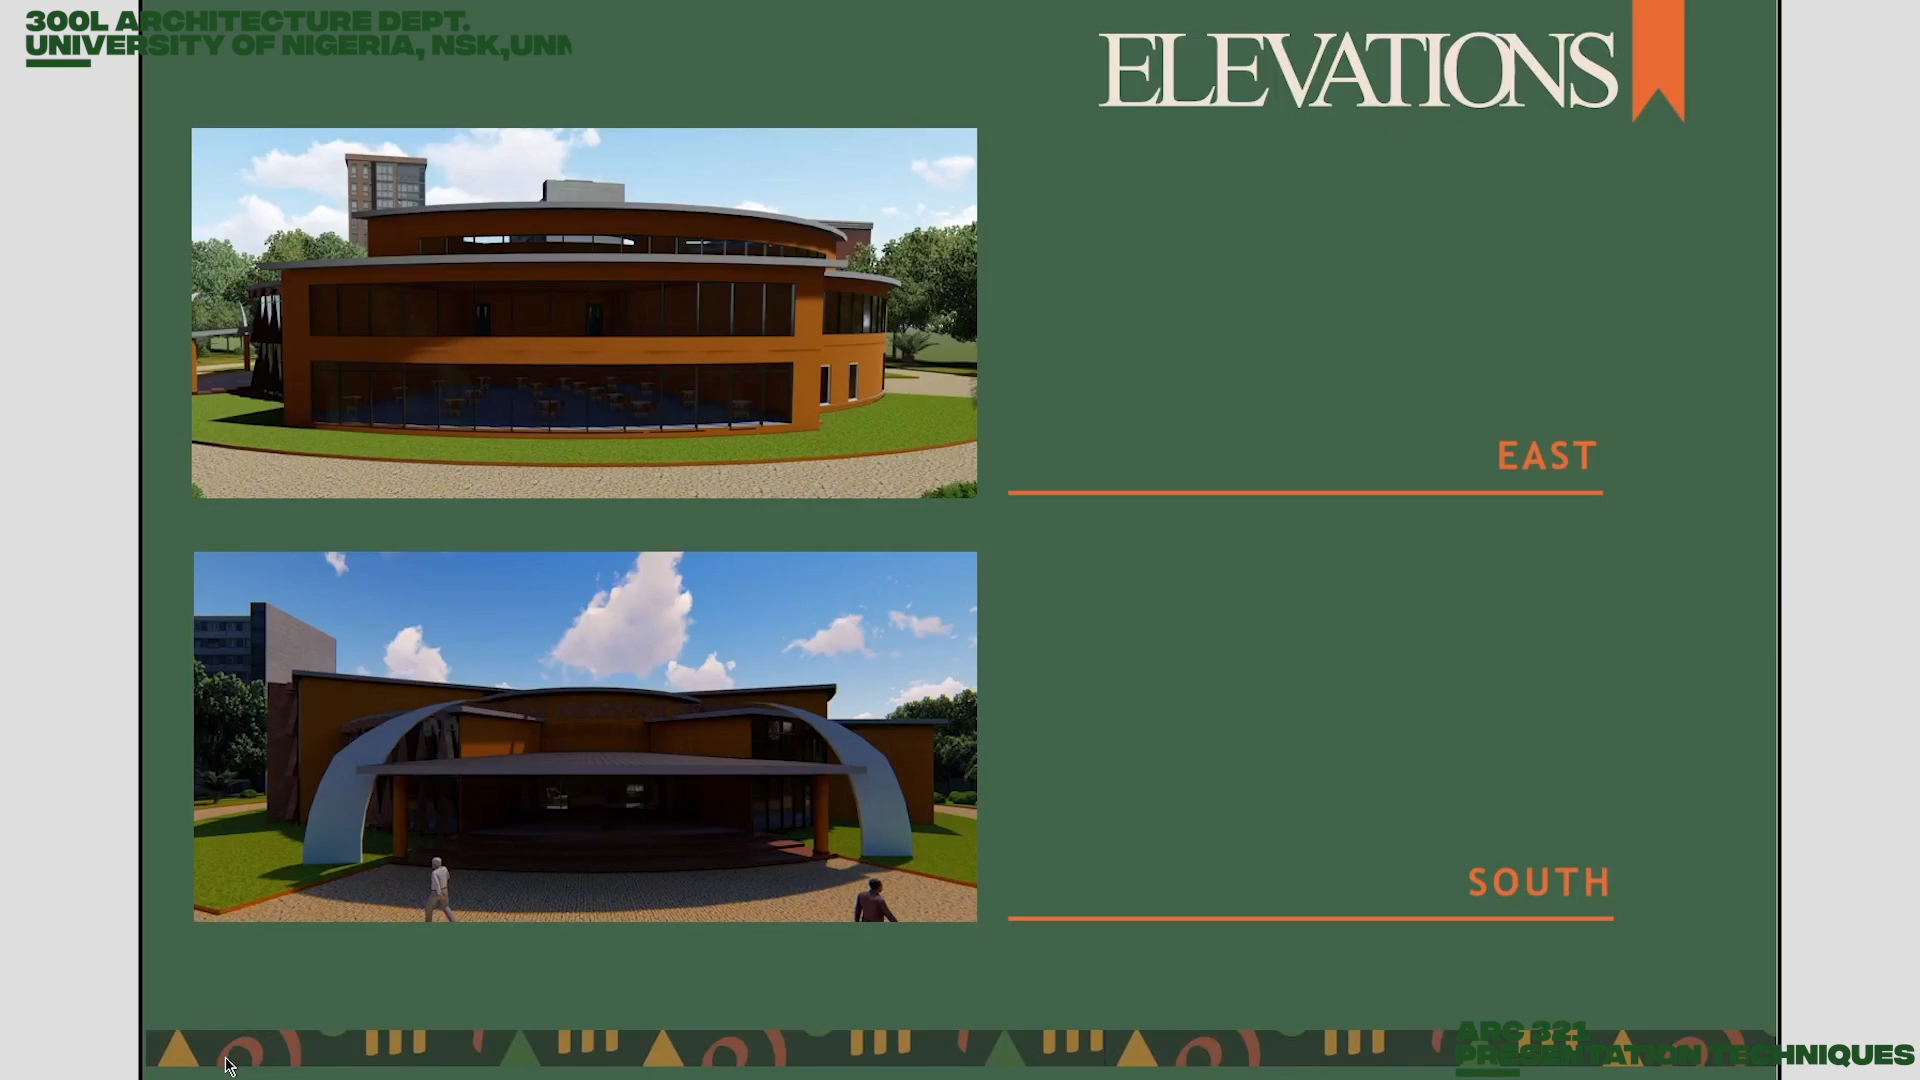 300L ARCHITECTURE DEPT.
UNIVERSITY OF NIGERIA, NSK,UNN
ELEVATIONS
EAST
SOUTH
ARC 321
PRESENTATION TECHNIQUES